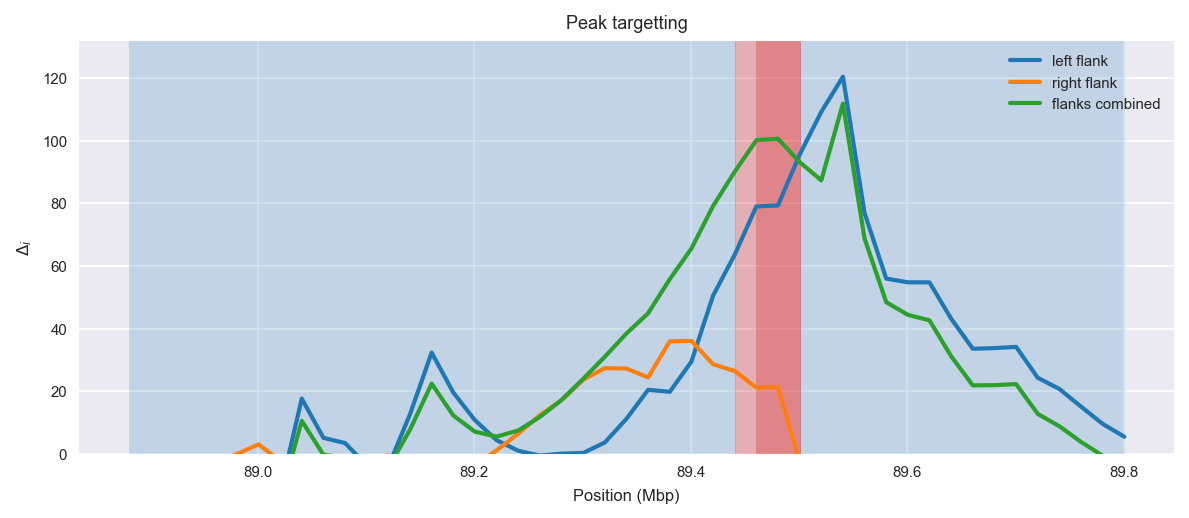 Peak targetting
left flank
right flank
flanks combined
120
100
80
60
40
20
0
Δi
89.0
89.2
89.4
89.6
89.8
Position (Mbp)